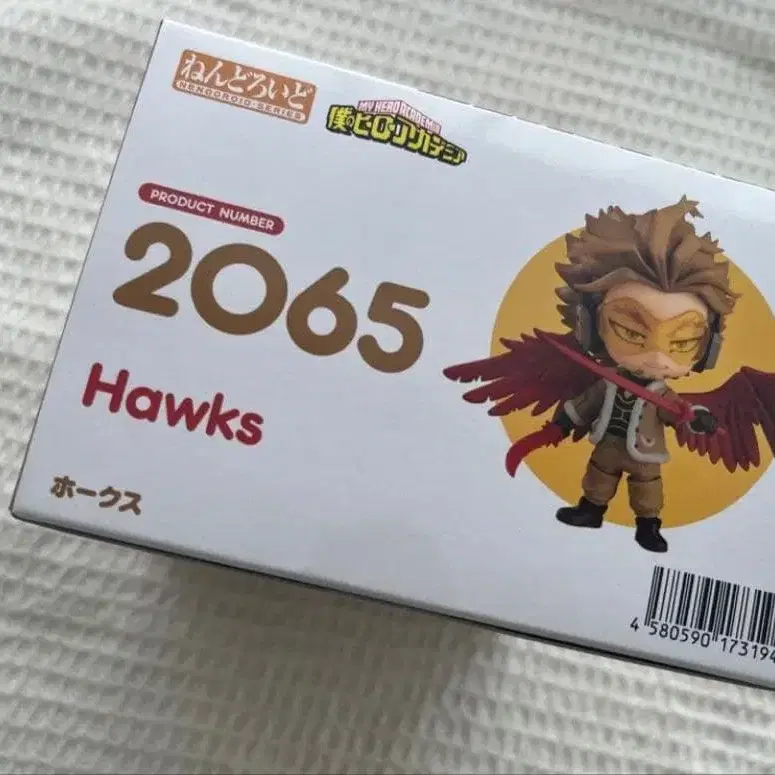 ねんどろいど
NENDOROID・SERIES
MY HERO ACADEMIA
僕のヒーローアカデミア
PRODUCT NUMBER
2065
Hawks
ホークス
4 580590 173194